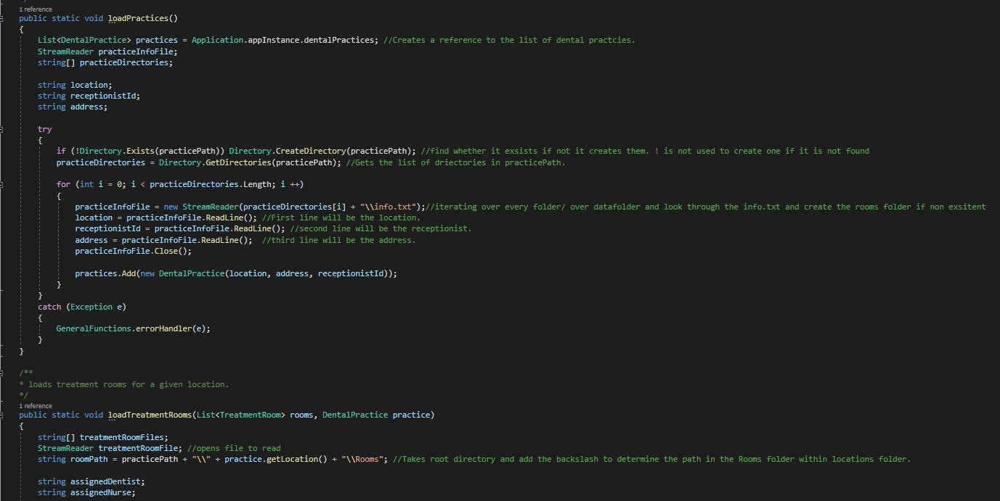 */
1 reference
public static void loadPractices()
{
List<DentalPractice> practices = Application.appInstance.dentalPractices; //Creates a reference to the list of dental practcies.
StreamReader practiceInfoFile;
string[] practiceDirectories;
string location;
string receptionistId;
string address;
try
{
if (!Directory.Exists(practicePath)) Directory.CreateDirectory(practicePath); //find whether it exsists if not it creates them. ! is not used to create one if it is not found
practiceDirectories = Directory.GetDirectories(practicePath); //Gets the list of driectories in practicePath.
for (int i = 0; i < practiceDirectories.Length; i ++)
{
practiceInfoFile = new StreamReader(practiceDirectories[i] + "\\info.txt");//iterating over every folder/ over datafolder and look through the info.txt and create the rooms folder if non exsitent
location = practiceInfoFile.ReadLine(); //First line will be the location.
receptionistId = practiceInfoFile.ReadLine(); //second line will be the receptionist.
address = practiceInfoFile.ReadLine();  //third line will be the address.
practiceInfoFile.Close();
practices.Add(new DentalPractice(location, address, receptionistId));
}
}
catch (Exception e)
{
GeneralFunctions.errorHandler(e);
}
}
/**
* loads treatment rooms for a given location.
*/
1 reference
public static void loadTreatmentRooms(List<TreatmentRoom> rooms, DentalPractice practice)
{
string[] treatmentRoomFiles;
StreamReader treatmentRoomFile; //opens file to read
string roomPath = practicePath + "\\" + practice.getLocation() + "\\Rooms"; //Takes root directory and add the backslash to determine the path in the Rooms folder within locations folder.
string assignedDentist;
string assignedNurse;